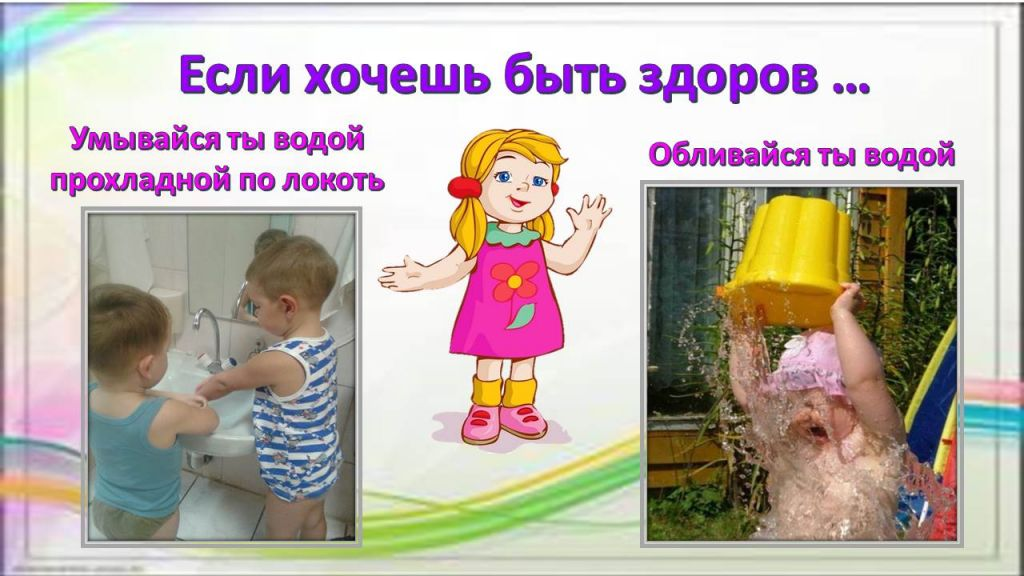 Если хочешь быть здоров ...
Умывайся ты водой
прохладной по локоть
Обливайся ты водой